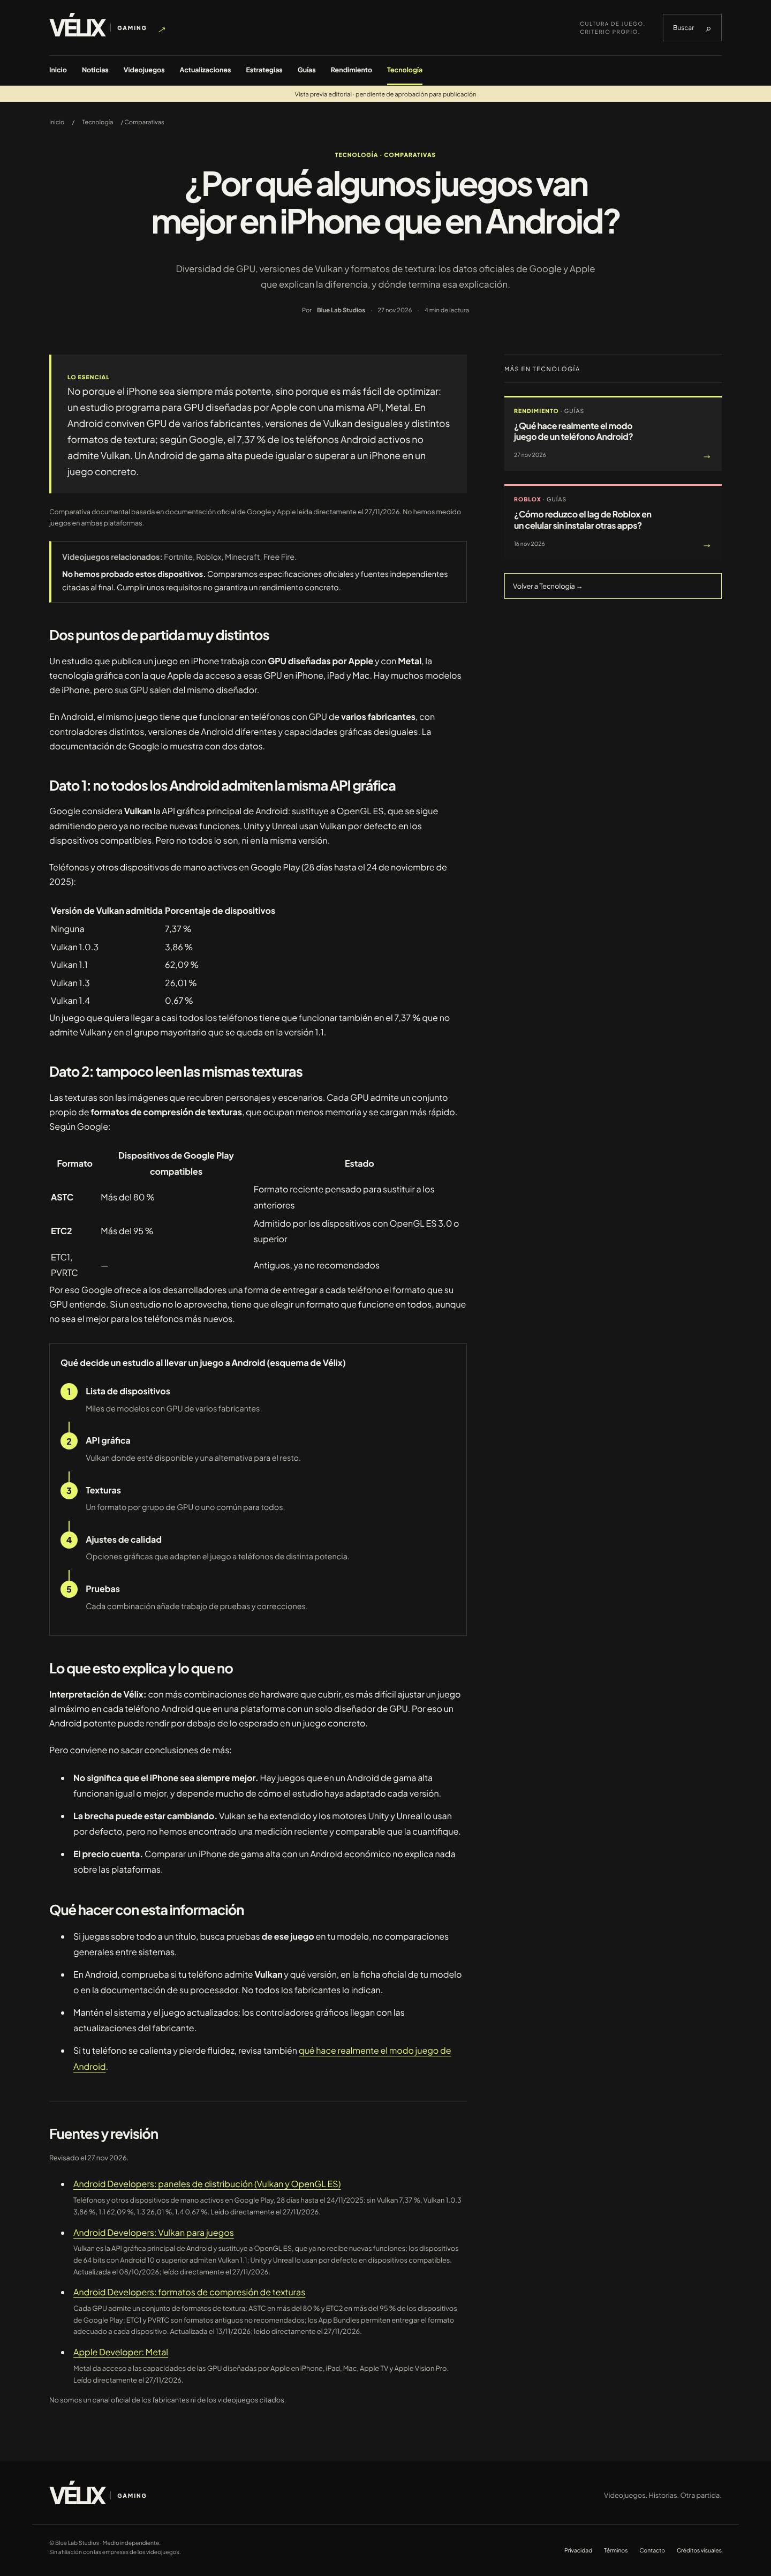 VÉLIX GAMING →
CULTURA DE JUEGO.
CRITERIO PROPIO.
Buscar ⌕
Inicio Noticias Videojuegos Actualizaciones Estrategias Guías Rendimiento Tecnología
Vista previa editorial · pendiente de aprobación para publicación
Inicio / Tecnología / Comparativas
TECNOLOGÍA · COMPARATIVAS
¿Por qué algunos juegos van
mejor en iPhone que en Android?
Diversidad de GPU, versiones de Vulkan y formatos de textura: los datos oficiales de Google y Apple
que explican la diferencia, y dónde termina esa explicación.
Por Blue Lab Studios · 27 nov 2026 · 4 min de lectura
LO ESENCIAL
No porque el iPhone sea siempre más potente, sino porque es más fácil de optimizar:
un estudio programa para GPU diseñadas por Apple con una misma API, Metal. En
Android conviven GPU de varios fabricantes, versiones de Vulkan desiguales y distintos
formatos de textura; según Google, el 7,37 % de los teléfonos Android activos no
admite Vulkan. Un Android de gama alta puede igualar o superar a un iPhone en un
juego concreto.
Comparativa documental basada en documentación oficial de Google y Apple leída directamente el 27/11/2026. No hemos medido
juegos en ambas plataformas.
Videojuegos relacionados: Fortnite, Roblox, Minecraft, Free Fire.
No hemos probado estos dispositivos. Comparamos especificaciones oficiales y fuentes independientes
citadas al final. Cumplir unos requisitos no garantiza un rendimiento concreto.
Dos puntos de partida muy distintos
Un estudio que publica un juego en iPhone trabaja con GPU diseñadas por Apple y con Metal, la
tecnología gráfica con la que Apple da acceso a esas GPU en iPhone, iPad y Mac. Hay muchos modelos
de iPhone, pero sus GPU salen del mismo diseñador.
En Android, el mismo juego tiene que funcionar en teléfonos con GPU de varios fabricantes, con
controladores distintos, versiones de Android diferentes y capacidades gráficas desiguales. La
documentación de Google lo muestra con dos datos.
Dato 1: no todos los Android admiten la misma API gráfica
Google considera Vulkan la API gráfica principal de Android: sustituye a OpenGL ES, que se sigue
admitiendo pero ya no recibe nuevas funciones. Unity y Unreal usan Vulkan por defecto en los
dispositivos compatibles. Pero no todos lo son, ni en la misma versión.
Teléfonos y otros dispositivos de mano activos en Google Play (28 días hasta el 24 de noviembre de
2025):
Versión de Vulkan admitida Porcentaje de dispositivos
Ninguna 7,37 %
Vulkan 1.0.3 3,86 %
Vulkan 1.1 62,09 %
Vulkan 1.3 26,01 %
Vulkan 1.4 0,67 %
Un juego que quiera llegar a casi todos los teléfonos tiene que funcionar también en el 7,37 % que no
admite Vulkan y en el grupo mayoritario que se queda en la versión 1.1.
Dato 2: tampoco leen las mismas texturas
Las texturas son las imágenes que recubren personajes y escenarios. Cada GPU admite un conjunto
propio de formatos de compresión de texturas, que ocupan menos memoria y se cargan más rápido.
Según Google:
Formato Dispositivos de Google Play compatibles Estado
ASTC Más del 80 % Formato reciente pensado para sustituir a los anteriores
ETC2 Más del 95 % Admitido por los dispositivos con OpenGL ES 3.0 o superior
ETC1, PVRTC — Antiguos, ya no recomendados
Por eso Google ofrece a los desarrolladores una forma de entregar a cada teléfono el formato que su
GPU entiende. Si un estudio no lo aprovecha, tiene que elegir un formato que funcione en todos, aunque
no sea el mejor para los teléfonos más nuevos.
Qué decide un estudio al llevar un juego a Android (esquema de Vélix)
1 Lista de dispositivos
Miles de modelos con GPU de varios fabricantes.
2 API gráfica
Vulkan donde esté disponible y una alternativa para el resto.
3 Texturas
Un formato por grupo de GPU o uno común para todos.
4 Ajustes de calidad
Opciones gráficas que adapten el juego a teléfonos de distinta potencia.
5 Pruebas
Cada combinación añade trabajo de pruebas y correcciones.
Lo que esto explica y lo que no
Interpretación de Vélix: con más combinaciones de hardware que cubrir, es más difícil ajustar un juego
al máximo en cada teléfono Android que en una plataforma con un solo diseñador de GPU. Por eso un
Android potente puede rendir por debajo de lo esperado en un juego concreto.
Pero conviene no sacar conclusiones de más:
• No significa que el iPhone sea siempre mejor. Hay juegos que en un Android de gama alta
funcionan igual o mejor, y depende mucho de cómo el estudio haya adaptado cada versión.
• La brecha puede estar cambiando. Vulkan se ha extendido y los motores Unity y Unreal lo usan
por defecto, pero no hemos encontrado una medición reciente y comparable que la cuantifique.
• El precio cuenta. Comparar un iPhone de gama alta con un Android económico no explica nada
sobre las plataformas.
Qué hacer con esta información
• Si juegas sobre todo a un título, busca pruebas de ese juego en tu modelo, no comparaciones
generales entre sistemas.
• En Android, comprueba si tu teléfono admite Vulkan y qué versión, en la ficha oficial de tu modelo
o en la documentación de su procesador. No todos los fabricantes lo indican.
• Mantén el sistema y el juego actualizados: los controladores gráficos llegan con las
actualizaciones del fabricante.
• Si tu teléfono se calienta y pierde fluidez, revisa también qué hace realmente el modo juego de
Android.
Fuentes y revisión
Revisado el 27 nov 2026.
• Android Developers: paneles de distribución (Vulkan y OpenGL ES)
Teléfonos y otros dispositivos de mano activos en Google Play, 28 días hasta el 24/11/2025: sin Vulkan 7,37 %, Vulkan 1.0.3
3,86 %, 1.1 62,09 %, 1.3 26,01 %, 1.4 0,67 %. Leído directamente el 27/11/2026.
• Android Developers: Vulkan para juegos
Vulkan es la API gráfica principal de Android y sustituye a OpenGL ES, que ya no recibe nuevas funciones; los dispositivos
de 64 bits con Android 10 o superior admiten Vulkan 1.1; Unity y Unreal lo usan por defecto en dispositivos compatibles.
Actualizada el 08/10/2026; leído directamente el 27/11/2026.
• Android Developers: formatos de compresión de texturas
Cada GPU admite un conjunto de formatos de textura; ASTC en más del 80 % y ETC2 en más del 95 % de los dispositivos
de Google Play; ETC1 y PVRTC son formatos antiguos no recomendados; los App Bundles permiten entregar el formato
adecuado a cada dispositivo. Actualizada el 13/11/2026; leído directamente el 27/11/2026.
• Apple Developer: Metal
Metal da acceso a las capacidades de las GPU diseñadas por Apple en iPhone, iPad, Mac, Apple TV y Apple Vision Pro.
Leído directamente el 27/11/2026.
No somos un canal oficial de los fabricantes ni de los videojuegos citados.
MÁS EN TECNOLOGÍA
RENDIMIENTO · GUÍAS
¿Qué hace realmente el modo
juego de un teléfono Android?
27 nov 2026 →
ROBLOX · GUÍAS
¿Cómo reduzco el lag de Roblox en
un celular sin instalar otras apps?
16 nov 2026 →
Volver a Tecnología →
VÉLIX GAMING
Videojuegos. Historias. Otra partida.
© Blue Lab Studios · Medio independiente.
Sin afiliación con las empresas de los videojuegos.
Privacidad Términos Contacto Créditos visuales